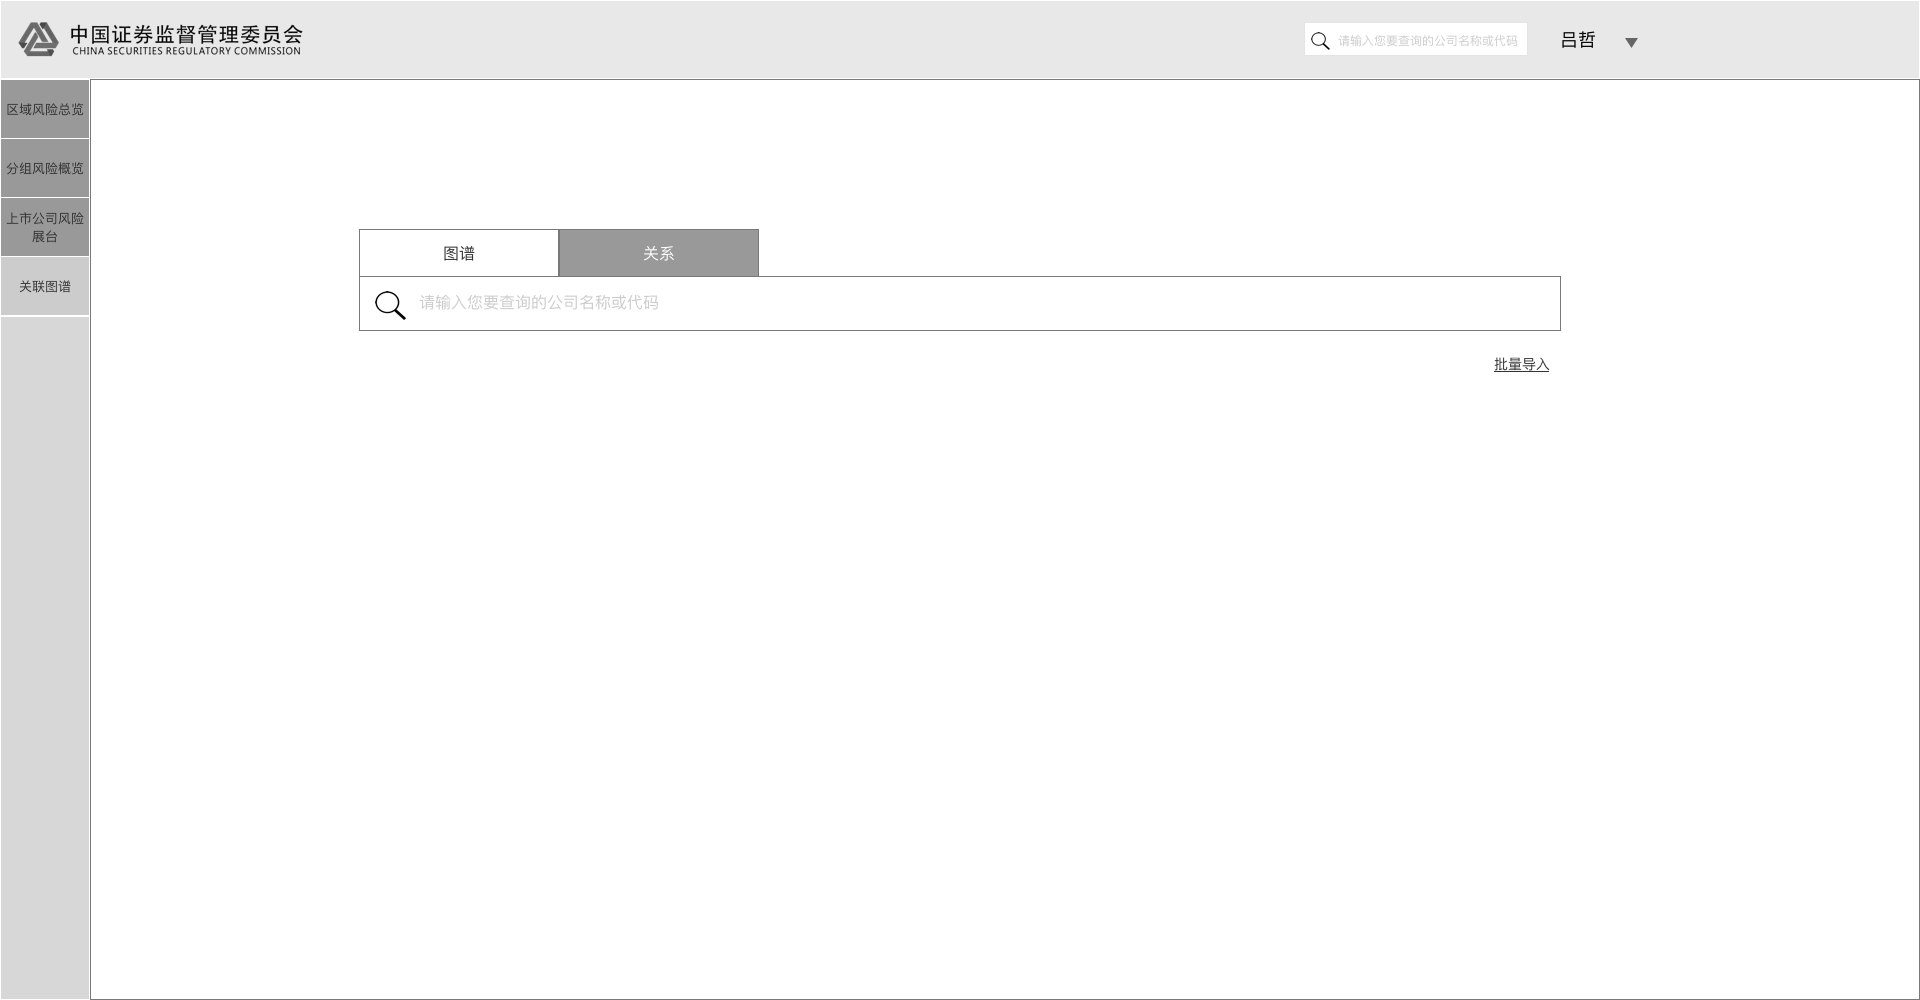 中国证券监督管理委员会
CHINA SECURITIES REGULATORY COMMISSION
请输入您要查询的公司名称或代码
吕哲
区域风险总览
分组风险概览
上市公司风险
展台
关联图谱
图谱
关系
请输入您要查询的公司名称或代码
批量导入